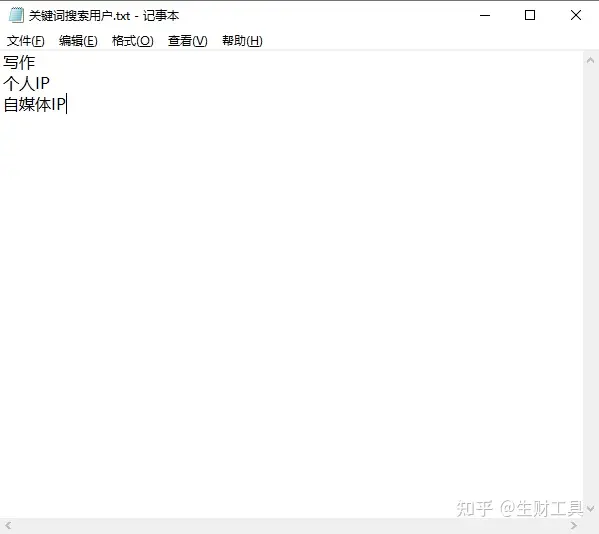 关键词搜索用户.txt - 记事本
文件(F) 编辑(E) 格式(O) 查看(V) 帮助(H)
写作
个人IP
自媒体IP
知乎 @生财工具